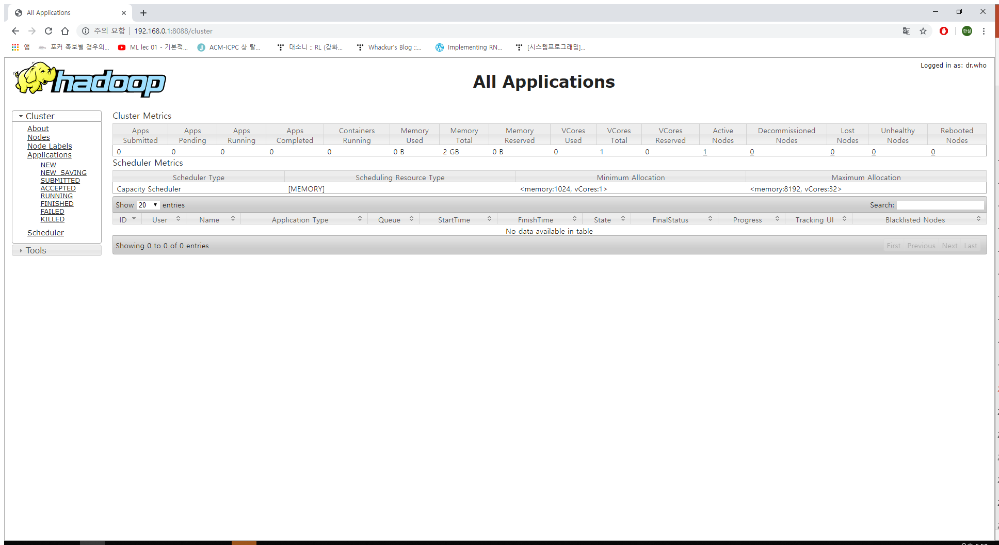 All Applications
주의 요함 192.168.0.1:8088/cluster
한설
앱 포커 족보별 경우의... ML lec 01 - 기본적... ACM-ICPC 상 탈... 대소니 :: RL (강화... Whackur's Blog ::... Implementing RN... [시스템프로그래밍]...
hadoop
Logged in as: dr.who
All Applications
Cluster
About
Nodes
Node Labels
Applications
NEW
NEW_SAVING
SUBMITTED
ACCEPTED
RUNNING
FINISHED
FAILED
KILLED
Scheduler
Tools
Cluster Metrics
Apps Submitted Apps Pending Apps Running Apps Completed Containers Running Memory Used Memory Total Memory Reserved VCores Used VCores Total VCores Reserved Active Nodes Decommissioned Nodes Lost Nodes Unhealthy Nodes Rebooted Nodes
0 0 0 0 0 0 B 2 GB 0 B 0 1 0 1 0 0 0 0
Scheduler Metrics
Scheduler Type Scheduling Resource Type Minimum Allocation Maximum Allocation
Capacity Scheduler [MEMORY] <memory:1024, vCores:1> <memory:8192, vCores:32>
Show 20 entries Search:
ID User Name Application Type Queue StartTime FinishTime State FinalStatus Progress Tracking UI Blacklisted Nodes
No data available in table
Showing 0 to 0 of 0 entries First Previous Next Last